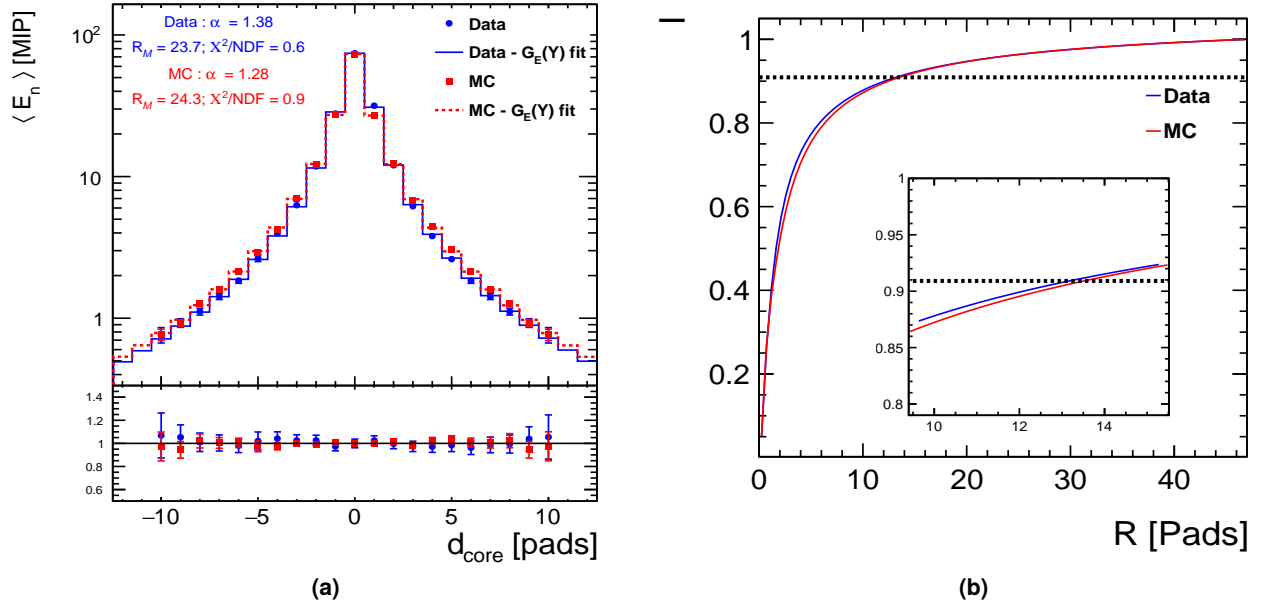 ⟨ E_n ⟩ [MIP]
Data : α = 1.38
R_M = 23.7; X²/NDF = 0.6
MC : α = 1.28
R_M = 24.3; X²/NDF = 0.9
Data
Data - G_E(Y) fit
MC
MC - G_E(Y) fit
10²
10
1
1.4
1.2
1.0
0.8
0.6
−10 −5 0 5 10
d_core [pads]
(a)
I
1
0.8
0.6
0.4
0.2
Data
MC
1
0.95
0.9
0.85
0.8
10 12 14
0 10 20 30 40
R [Pads]
(b)